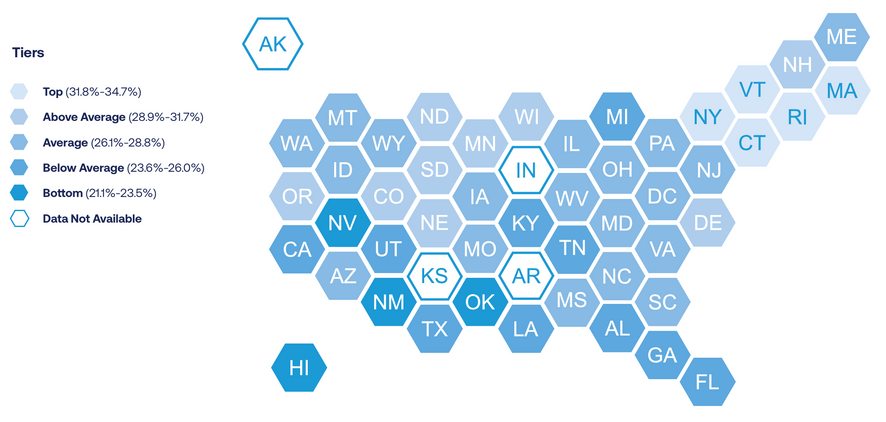 Tiers
Top (31.8%-34.7%)
Above Average (28.9%-31.7%)
Average (26.1%-28.8%)
Below Average (23.6%-26.0%)
Bottom (21.1%-23.5%)
Data Not Available
AK
ME
NH
VT
MA
MT
ND
WI
MI
NY
RI
WA
WY
MN
IL
PA
CT
ID
SD
IN
OH
NJ
OR
CO
IA
WV
DC
NV
NE
KY
MD
DE
CA
UT
MO
TN
VA
AZ
KS
AR
NC
NM
OK
MS
SC
TX
LA
AL
GA
HI
FL